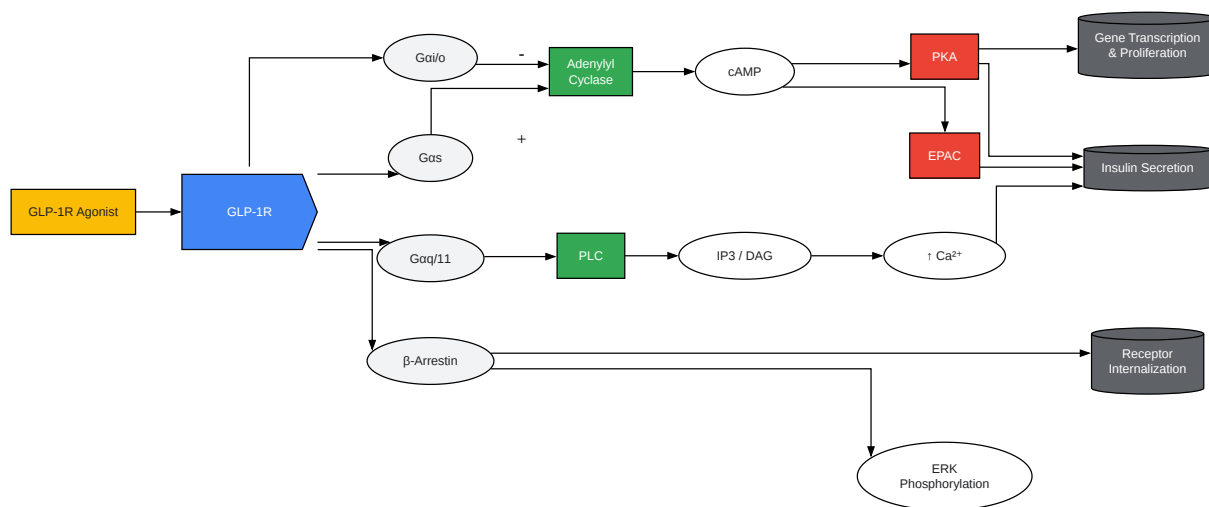 Gene Transcription
& Proliferation
Gαi/o
-
Adenylyl
Cyclase
cAMP
PKA
+
Gαs
EPAC
Insulin Secretion
GLP-1R Agonist
GLP-1R
Gαq/11
PLC
IP3 / DAG
↑ Ca²⁺
β-Arrestin
Receptor
Internalization
ERK
Phosphorylation